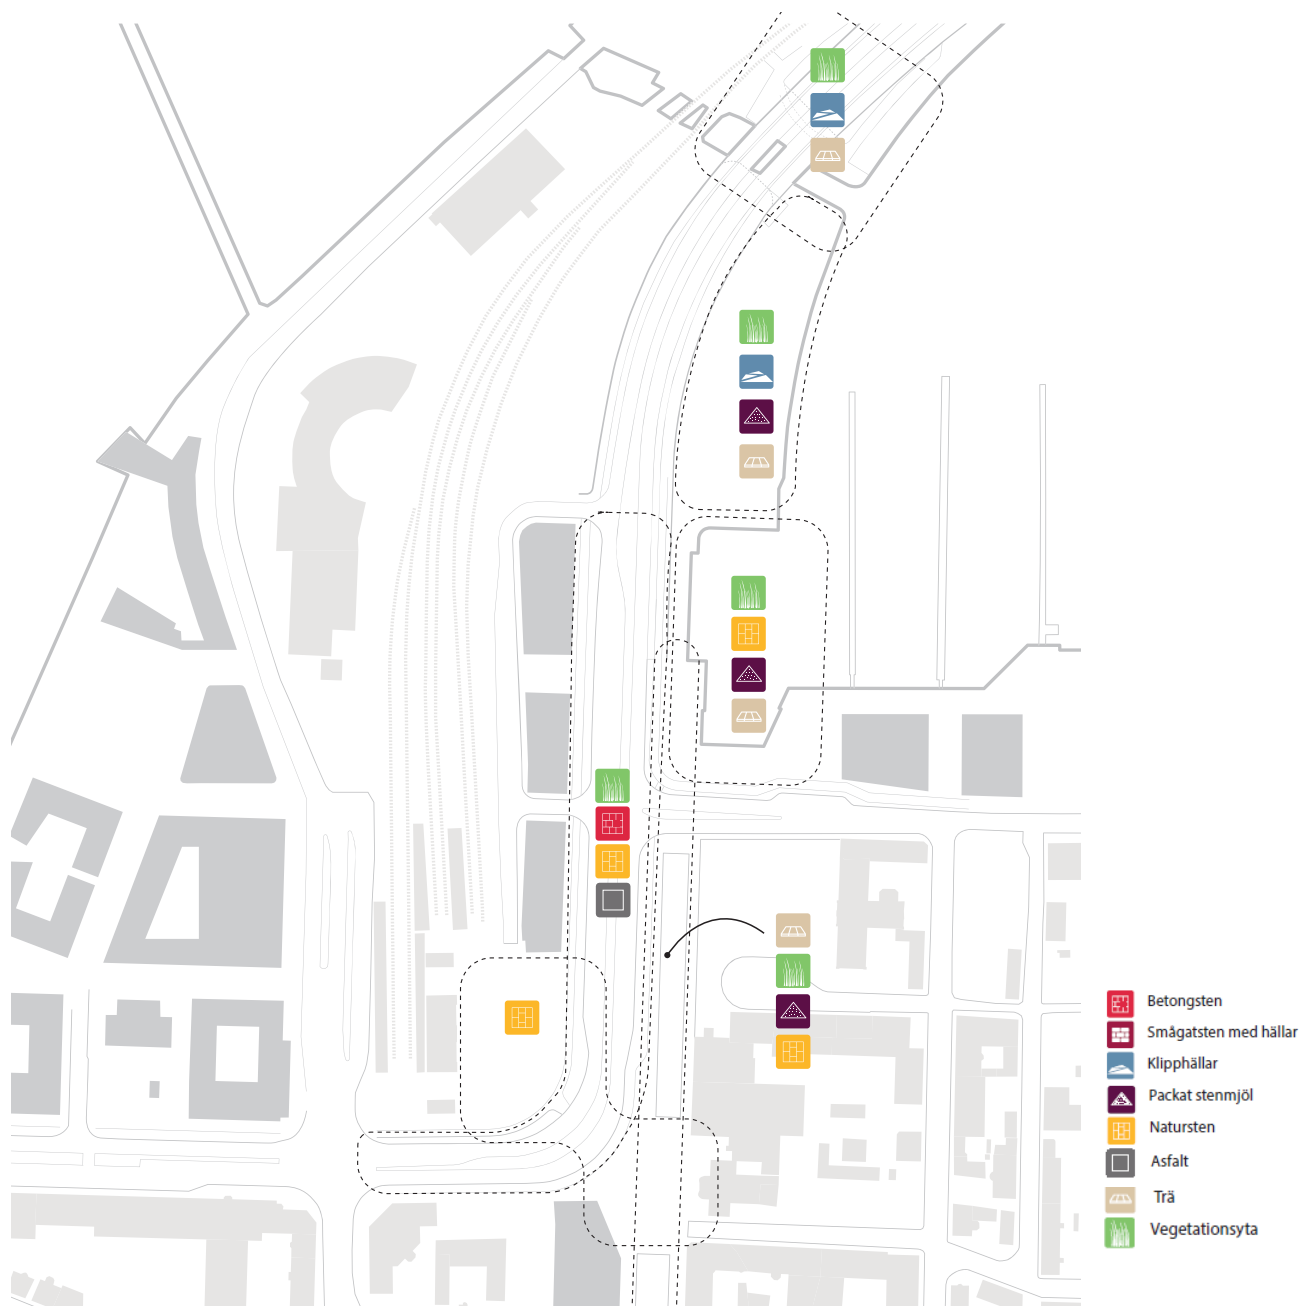 Betongsten
Smågatsten med hällar
Klipphällar
Packat stenmjöl
Natursten
Asfalt
Trä
Vegetationsyta